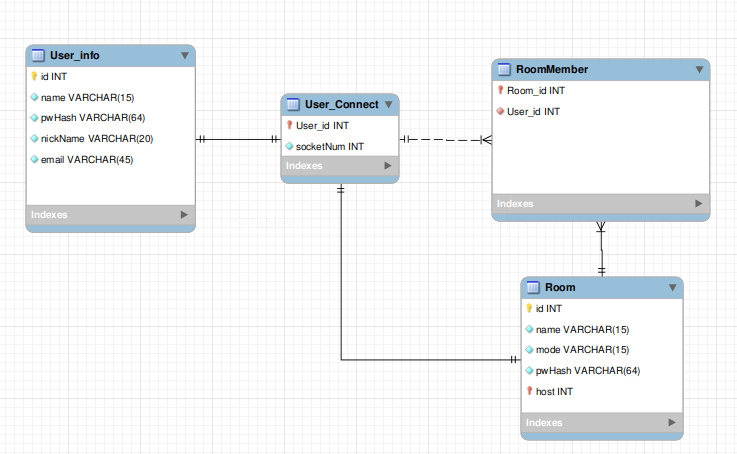 User_info
id INT
name VARCHAR(15)
pwHash VARCHAR(64)
nickName VARCHAR(20)
email VARCHAR(45)
Indexes
User_Connect
User_id INT
socketNum INT
Indexes
RoomMember
Room_id INT
User_id INT
Indexes
Room
id INT
name VARCHAR(15)
mode VARCHAR(15)
pwHash VARCHAR(64)
host INT
Indexes